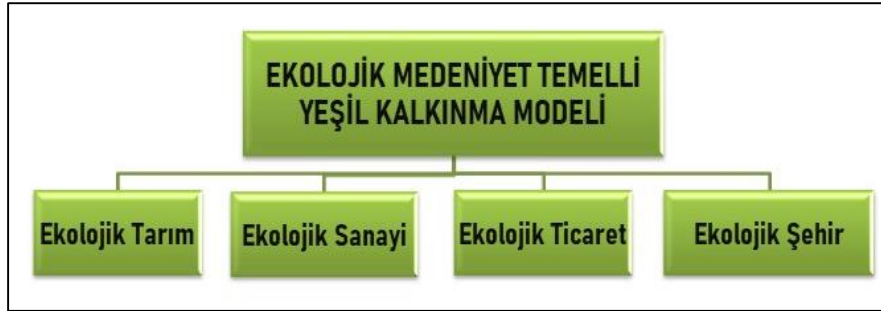 EKOLOJİK MEDENİYET TEMELLİ
YEŞİL KALKINMA MODELİ
Ekolojik Tarım
Ekolojik Sanayi
Ekolojik Ticaret
Ekolojik Şehir